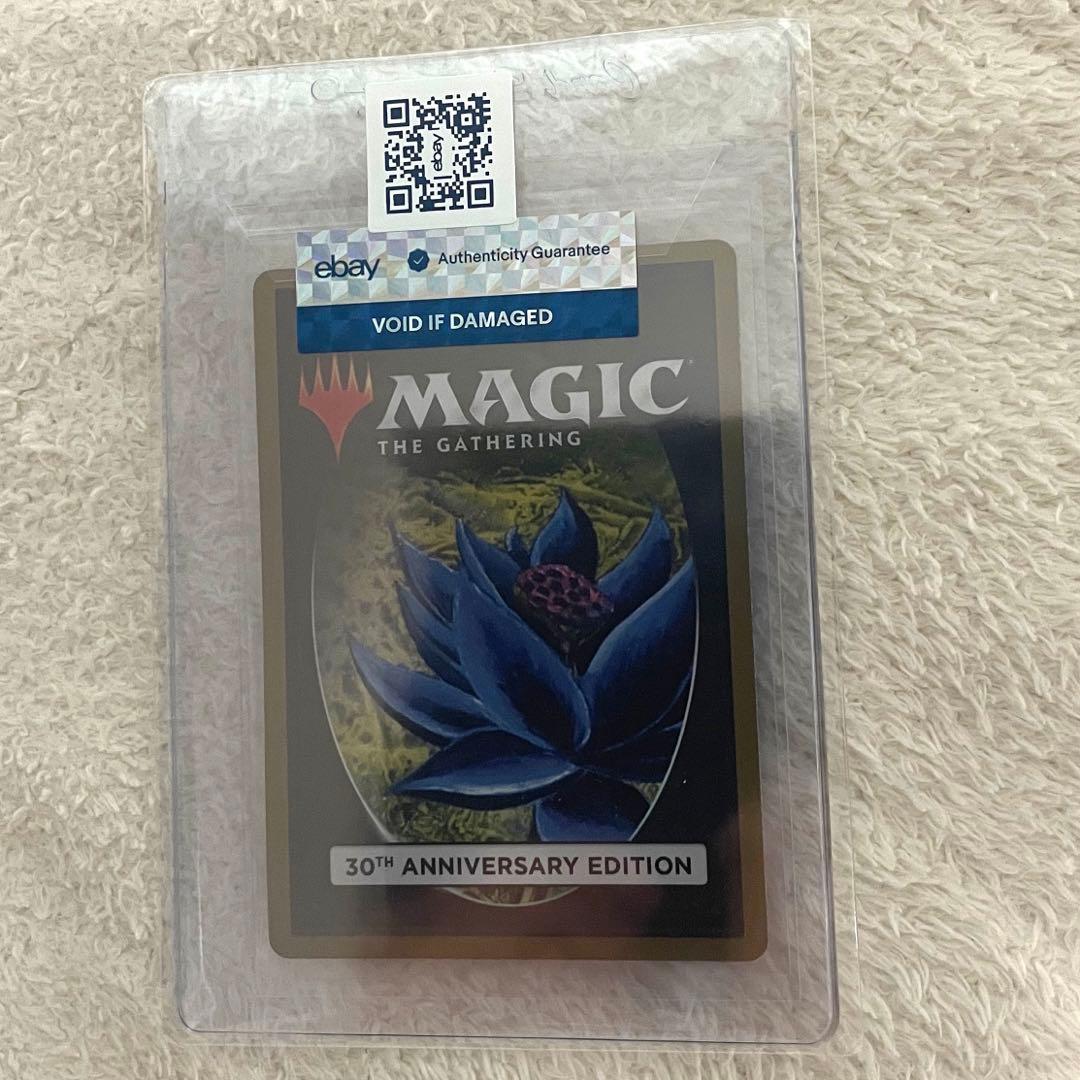 ebay
ebay Authenticity Guarantee
VOID IF DAMAGED
MAGIC
THE GATHERING
30TH ANNIVERSARY EDITION